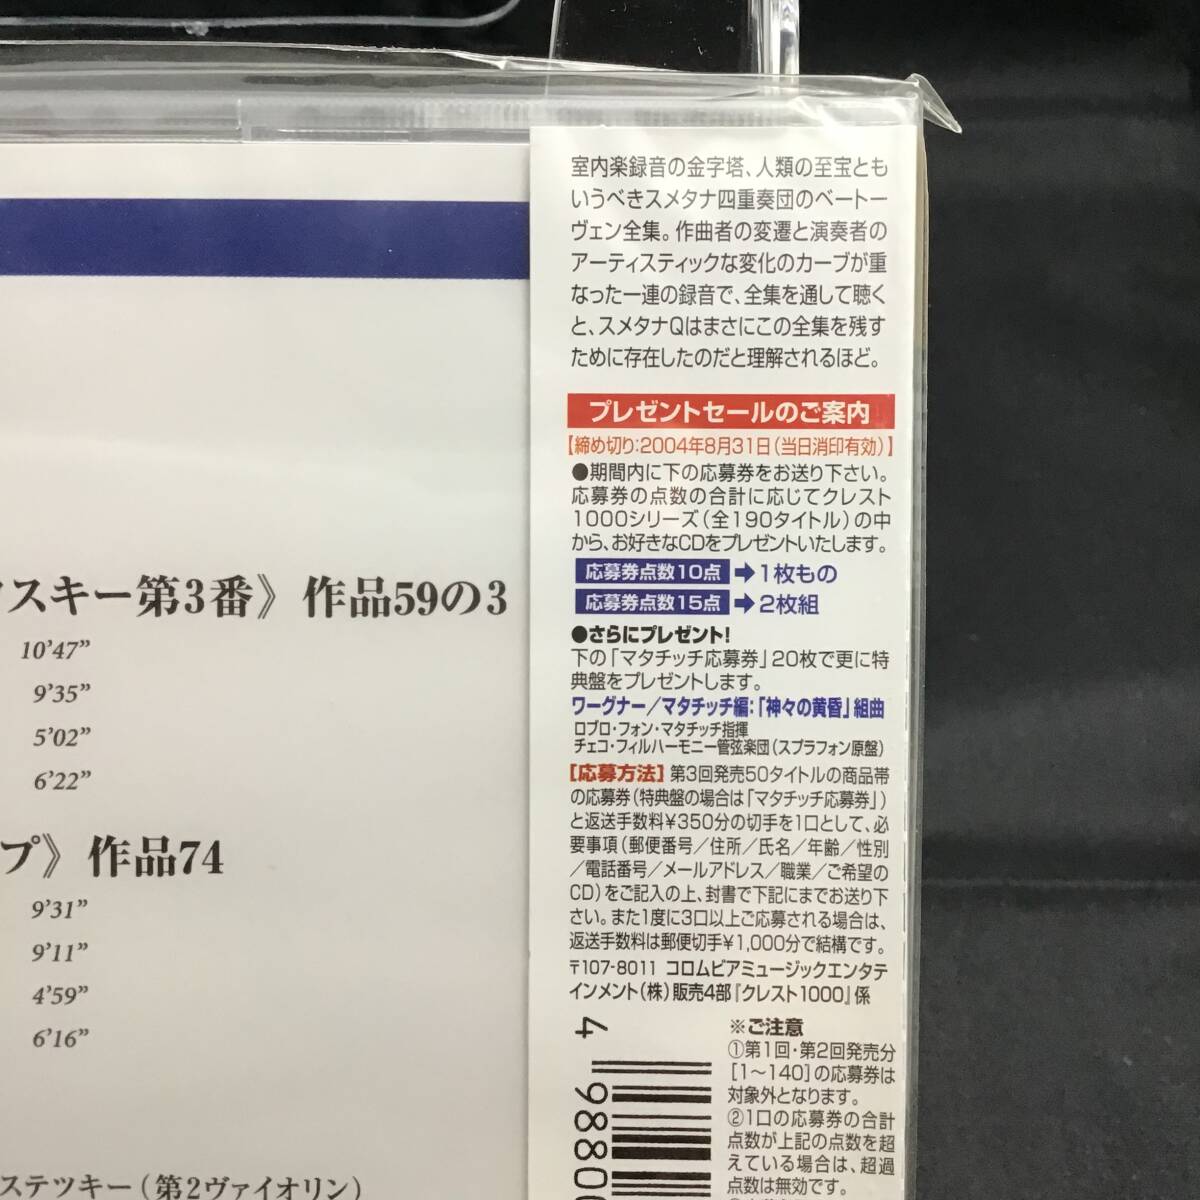 室内楽録音の金字塔、人類の至宝とも
いうべきスメタナ四重奏団のベートー
ヴェン全集。作曲者の変遷と演奏者の
アーティスティックな変化のカーブが重
なった一連の録音で、全集を通して聴く
と、スメタナQはまさにこの全集を残す
ために存在したのだと理解されるほど。
プレゼントセールのご案内
【締め切り:2004年8月31日(当日消印有効)】
●期間内に下の応募券をお送り下さい。
応募券の点数の合計に応じてクレスト
1000シリーズ(全190タイトル)の中
から、お好きなCDをプレゼントいたします。
応募券点数10点➡1枚もの
応募券点数15点➡2枚組
●さらにプレゼント!
下の「マタチッチ応募券」20枚で更に特
典盤をプレゼントします。
ワーグナー/マタチッチ編:「神々の黄昏」組曲
ロブロ・フォン・マタチッチ指揮
チェコ・フィルハーモニー管弦楽団(スプラフォン原盤)
[応募方法]第3回発売50タイトルの商品帯
の応募券(特典盤の場合は「マタチッチ応募券」)
と返送手数料¥350分の切手を1口として、必
要事項(郵便番号/住所/氏名/年齢/性別
/電話番号/メールアドレス/職業/ご希望の
CD)をご記入の上、封書で下記にまでお送り下
さい。また1度に3口以上ご応募される場合は、
返送手数料は郵便切手¥1,000分で結構です。
〒107-8011 コロムビアミュージックエンタテ
インメント(株)販売4部『クレスト1000』係
※ご注意
①第1回・第2回発売分
[1〜140]の応募券は
対象外となります。
②1口の応募券の合計
点数が上記の点数を超
えている場合は、超過
点数は無効です。
4 9880
スキー第3番》作品59の3
10'47"
9'35"
5'02"
6'22"
プ》作品74
9'31"
9'11"
4'59"
6'16"
ステツキー(第2ヴァイオリン)